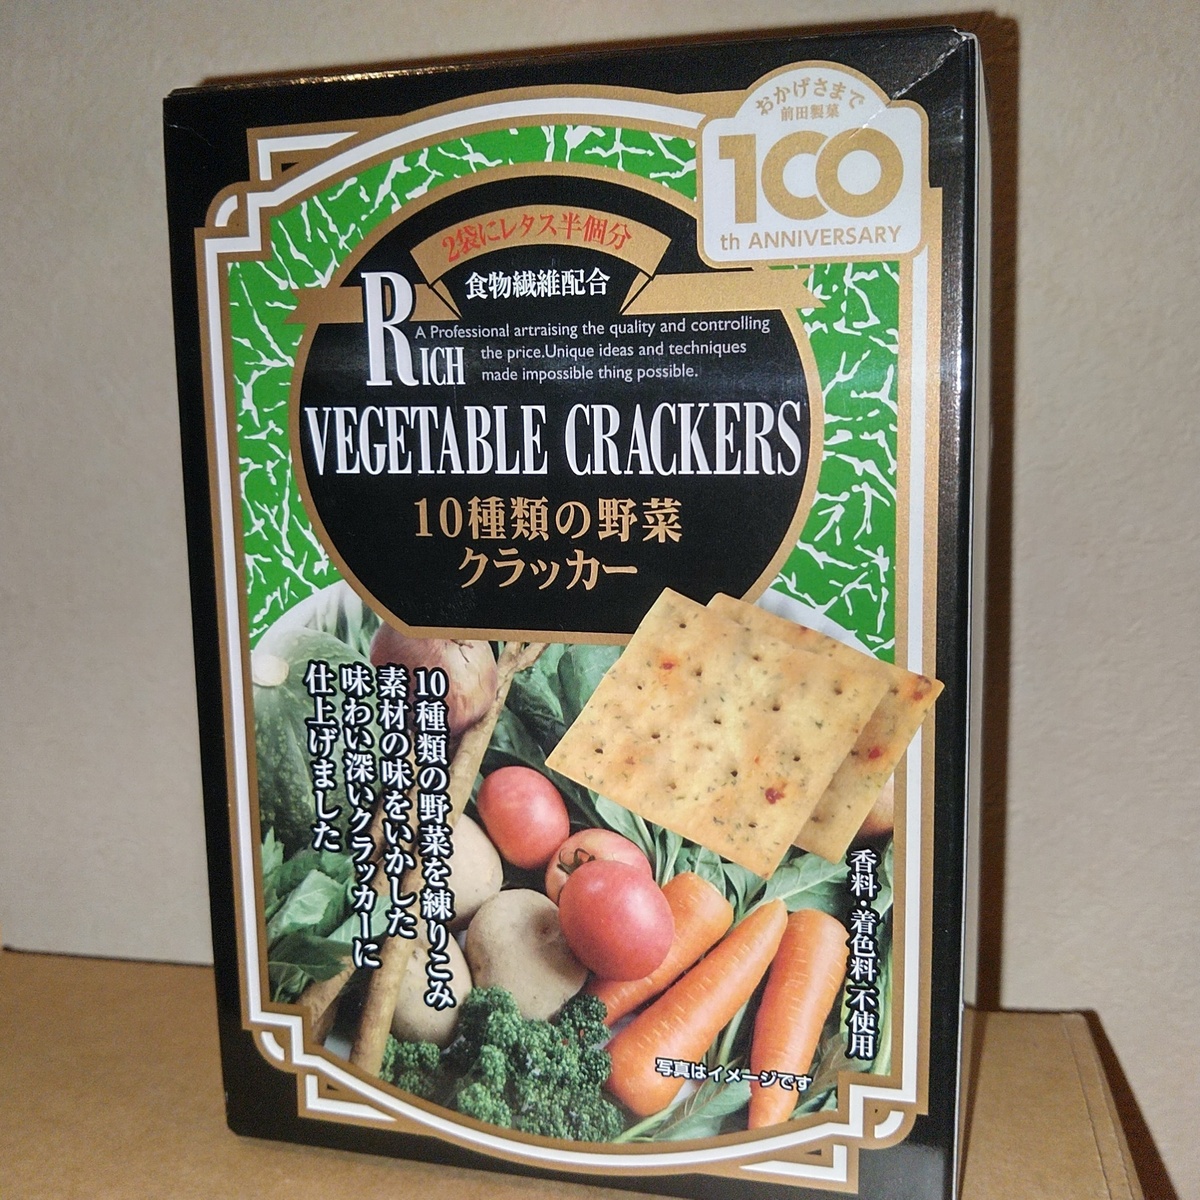 おかげさまで
前田製菓
100
th ANNIVERSARY
2袋にレタス半個分
食物繊維配合
RICH
A Professional artraising the quality and controlling
the price.Unique ideas and techniques
made impossible thing possible.
VEGETABLE CRACKERS
10種類の野菜
クラッカー
10種類の野菜を練りこみ
素材の味をいかした
味わい深いクラッカーに
仕上げました
香料・着色料不使用
写真はイメージです